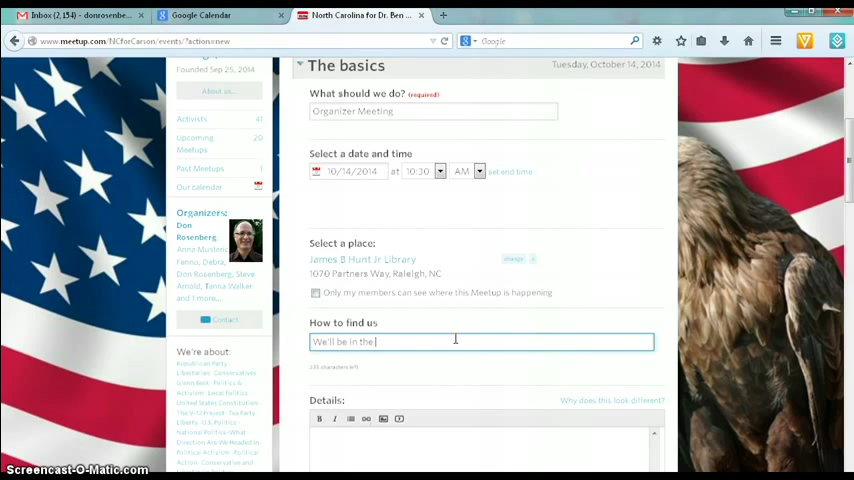 Inbox (2,154) - donrosenbe...
Google Calendar
North Carolina for Dr. Ben ...
www.meetup.com/NCforCarson/events/?action=new
Google
Founded Sep 25, 2014
About us...
Activists 41
Upcoming 20
Meetups
Past Meetups 1
Our calendar
Organizers:
Don
Rosenberg
Anna Musteric
Fenno, Debra,
Don Rosenberg, Steve
Arnold, Tanna Walker
and 1 more...
Contact
We're about:
Republican Party ·
Libertarian · Conservatives
Glenn Beck · Politics &
Activism · Local Politics
United States Constitution ·
The 9-12 Project · Tea Party
Liberty · U.S Politics ·
National Politics · What
Direction Are We Headed in
Political Activism · Political
Action · Conservative and
The basics
Tuesday, October 14, 2014
What should we do? (required)
Organizer Meeting
Select a date and time
10/14/2014 at 10:30 AM set end time
Select a place:
James B Hunt Jr Library change x
1070 Partners Way, Raleigh, NC
Only my members can see where this Meetup is happening
How to find us
We'll be in the
235 characters left
Details:
Why does this look different?
B I
Screencast-O-Matic.com